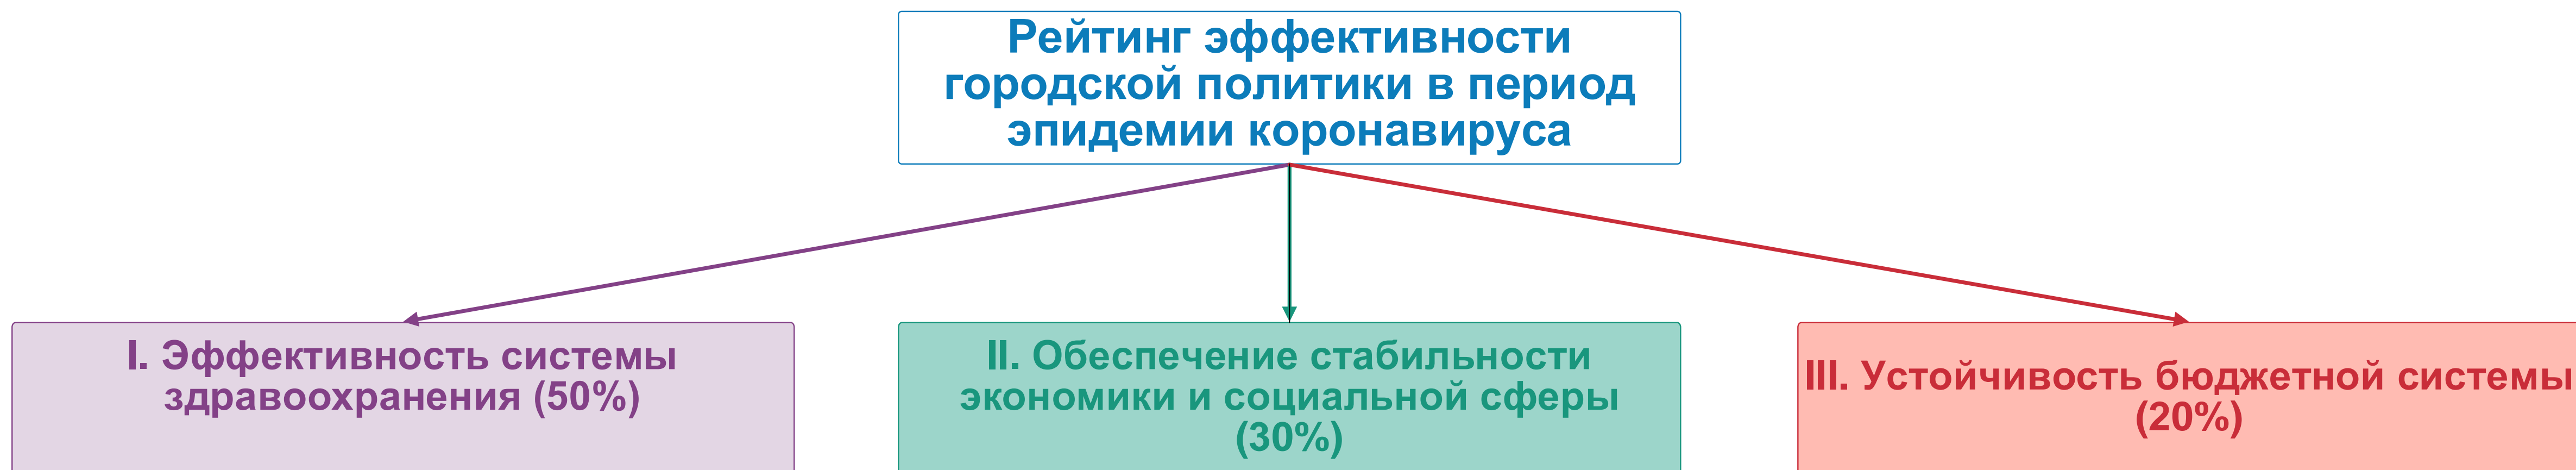 Рейтинг эффективности
городской политики в период
эпидемии коронавируса
I. Эффективность системы
здравоохранения (50%)
II. Обеспечение стабильности
экономики и социальной сферы
(30%)
III. Устойчивость бюджетной системы
(20%)